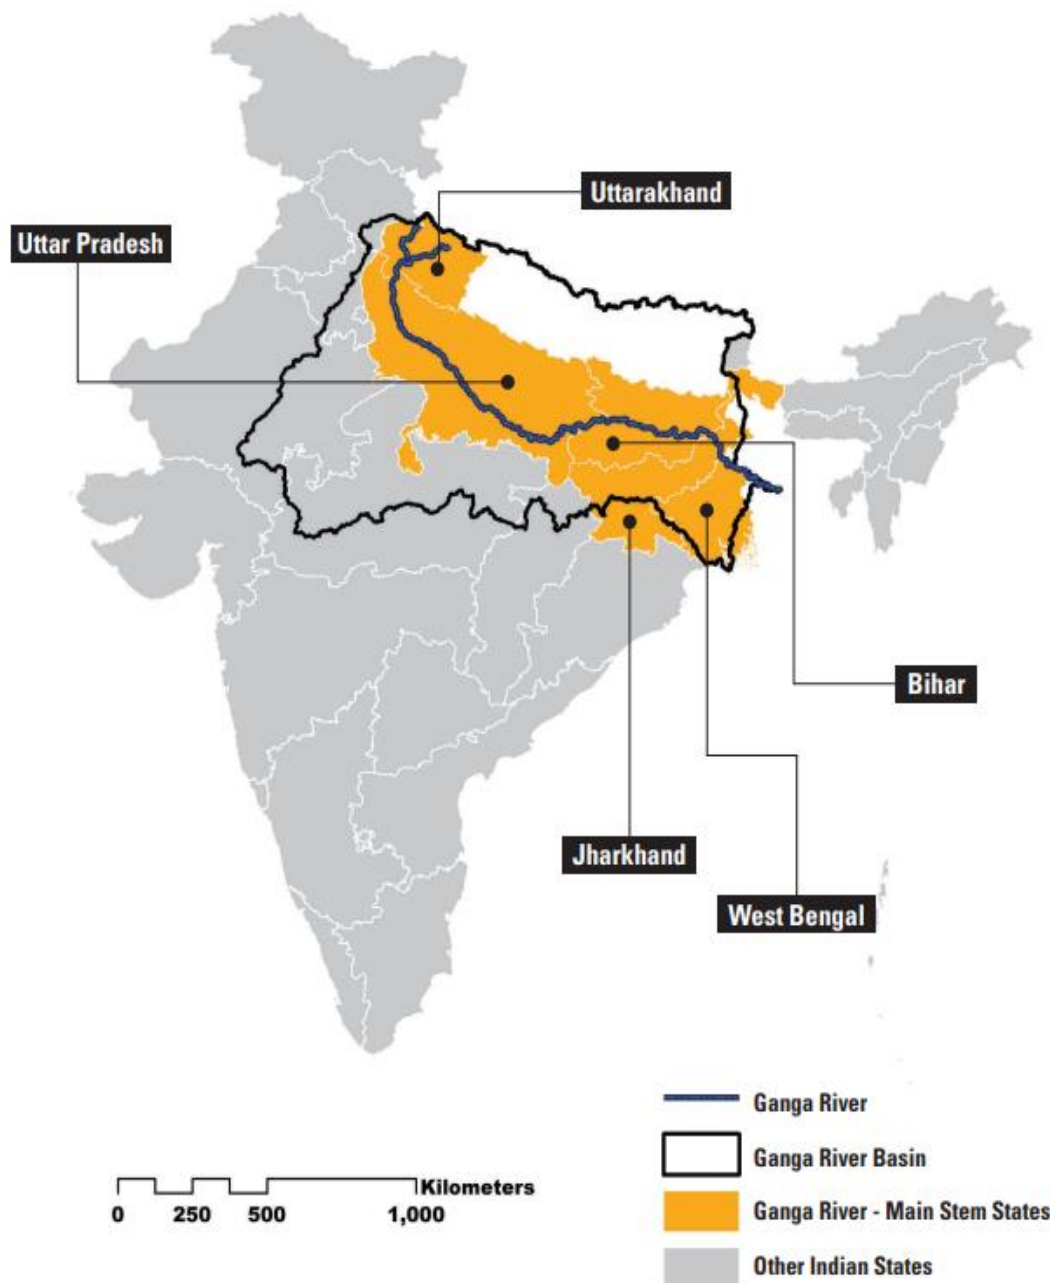 Uttarakhand
Uttar Pradesh
Bihar
Jharkhand
West Bengal
Ganga River
Ganga River Basin
Kilometers
0 250 500 1,000
Ganga River - Main Stem States
Other Indian States